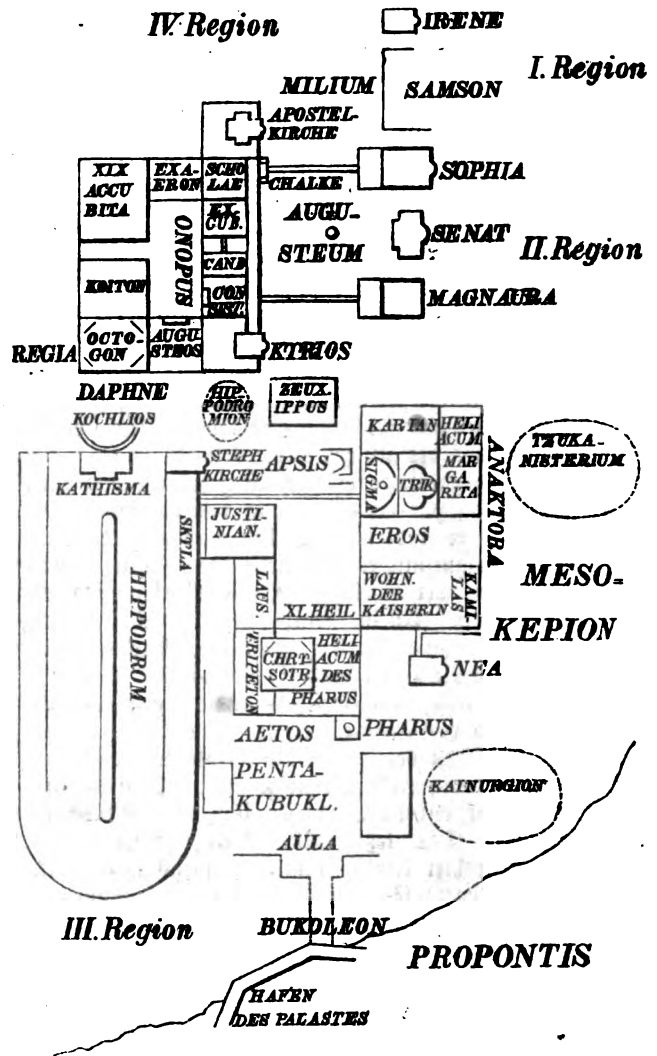 IV. Region
IRENE
I. Region
MILIUM
SAMSON
APOSTEL-
KIRCHE
XIX
ACCU
BITA
EXA-
ERON
SCHO
LAE
CHALKE
SOPHIA
EX
CUB.
ONOPUS
AUGU-
STEUM
SENAT
II. Region
CAND
KOITON
CON
SIST.
MAGNAURA
REGIA
OCTO-
GON
AUGU
STEOS
KYRIOS
DAPHNE
KOCHLIOS
HIP-
PODRO
MION
ZEUX.
IPPUS
KARIAN
HELI
ACUM
TZUKA-
NISTERIUM
KATHISMA
STEPH
KIRCHE
APSIS
SIGMA
TRIK
MAR
GA
RITA
ANAKTORA
SKYLA
JUSTI-
NIAN.
EROS
HIPPODROM.
LAUS.
XL HEIL
WOHN.
DER
KAISERIN
KAMI-
LAS
MESO=
KEPION
TRIPETON
CHRY
SOTR.
HELI
ACUM
DES
PHARUS
NEA
AETOS
PHARUS
PENTA-
KUBUKL.
KAINURGION
AULA
III. Region
BUKOLEON
PROPONTIS
HAFEN
DES PALASTES